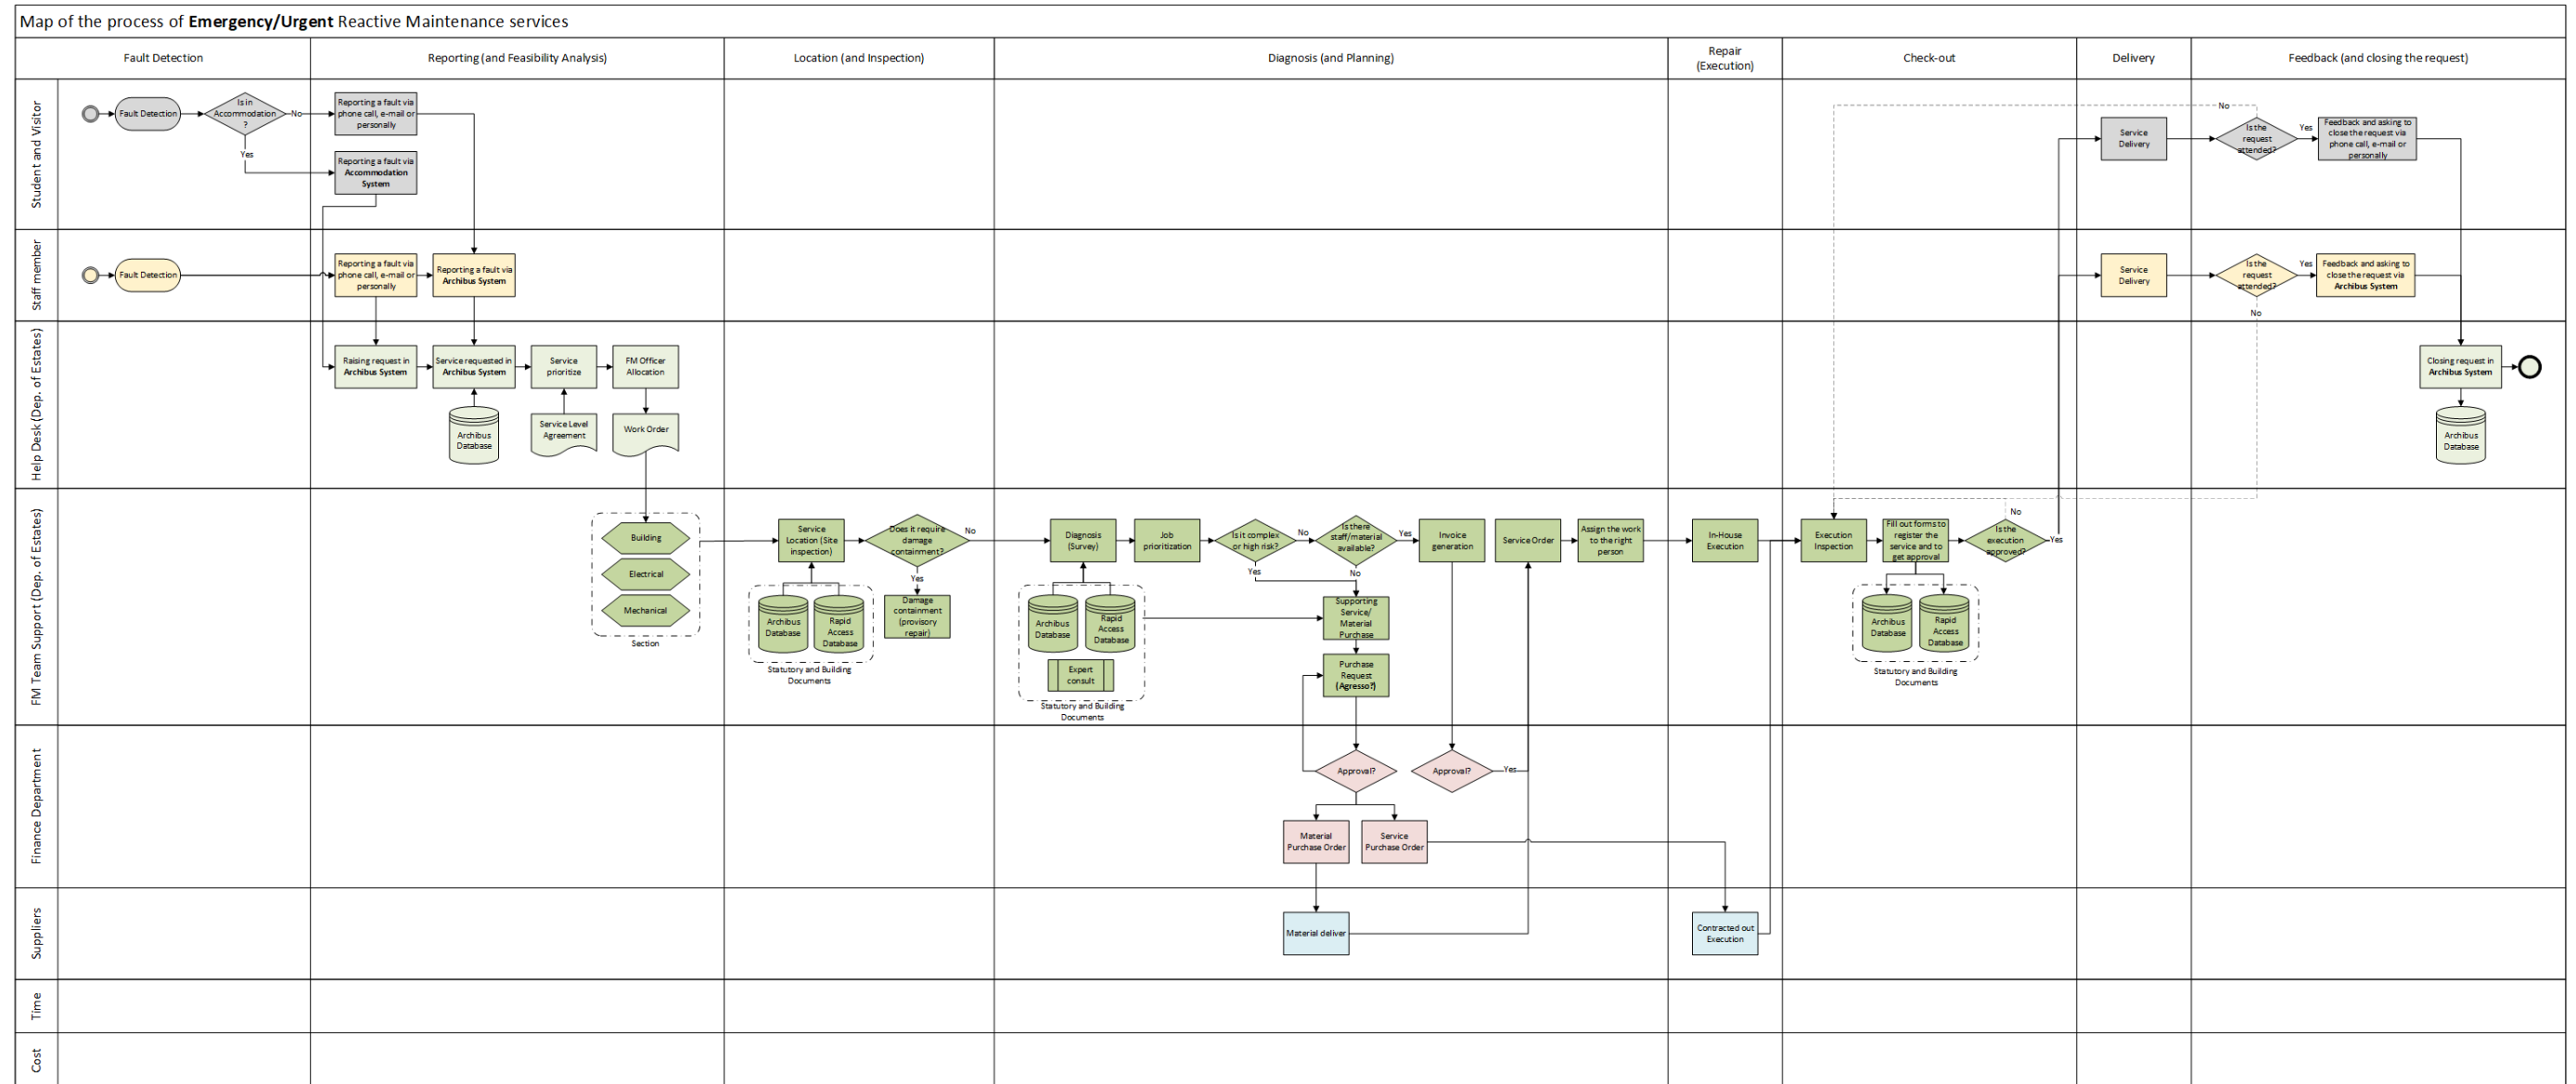 Map of the process of Emergency/Urgent Reactive Maintenance services
Fault Detection
Reporting (and Feasibility Analysis)
Location (and Inspection)
Diagnosis (and Planning)
Repair
(Execution)
Check-out
Delivery
Feedback (and closing the request)
Student and Visitor
Fault Detection
Is in
Accommodation
?
No
Yes
Reporting a fault via
phone call, e-mail or
personally
Reporting a fault via
Accommodation
System
Service
Delivery
Is the
request
attended?
No
Yes
Feedback and asking to
close the request via
phone call, e-mail or
personally
Staff member
Fault Detection
Reporting a fault via
phone call, e-mail or
personally
Reporting a fault via
Archibus System
Service
Delivery
Is the
request
attended?
Yes
No
Feedback and asking to
close the request via
Archibus System
Help Desk (Dep. of Estates)
Raising request in
Archibus System
Service requested in
Archibus System
Service
prioritize
FM Officer
Allocation
Archibus
Database
Service Level
Agreement
Work Order
Closing request in
Archibus System
Archibus
Database
FM Team Support (Dep. of Estates)
Building
Electrical
Mechanical
Section
Service
Location (Site
inspection)
Does it require
damage
containment?
No
Yes
Archibus
Database
Rapid
Access
Database
Statutory and Building
Documents
Damage
containment
(provisory
repair)
Diagnosis
(Survey)
Job
prioritization
Is it complex
or high risk?
No
Yes
Is there
staff/material
available?
Yes
No
Invoice
generation
Service Order
Assign the work
to the right
person
Archibus
Database
Rapid
Access
Database
Expert
consult
Statutory and Building
Documents
Supporting
Service/
Material
Purchase
Purchase
Request
(Agresso?)
In-House
Execution
Execution
Inspection
Fill out forms to
register the
service and to
get approval
Is the
execution
approved?
No
Yes
Archibus
Database
Rapid
Access
Database
Statutory and Building
Documents
Finance Department
Approval?
Approval?
Yes
Material
Purchase Order
Service
Purchase Order
Suppliers
Material deliver
Contracted out
Execution
Time
Cost